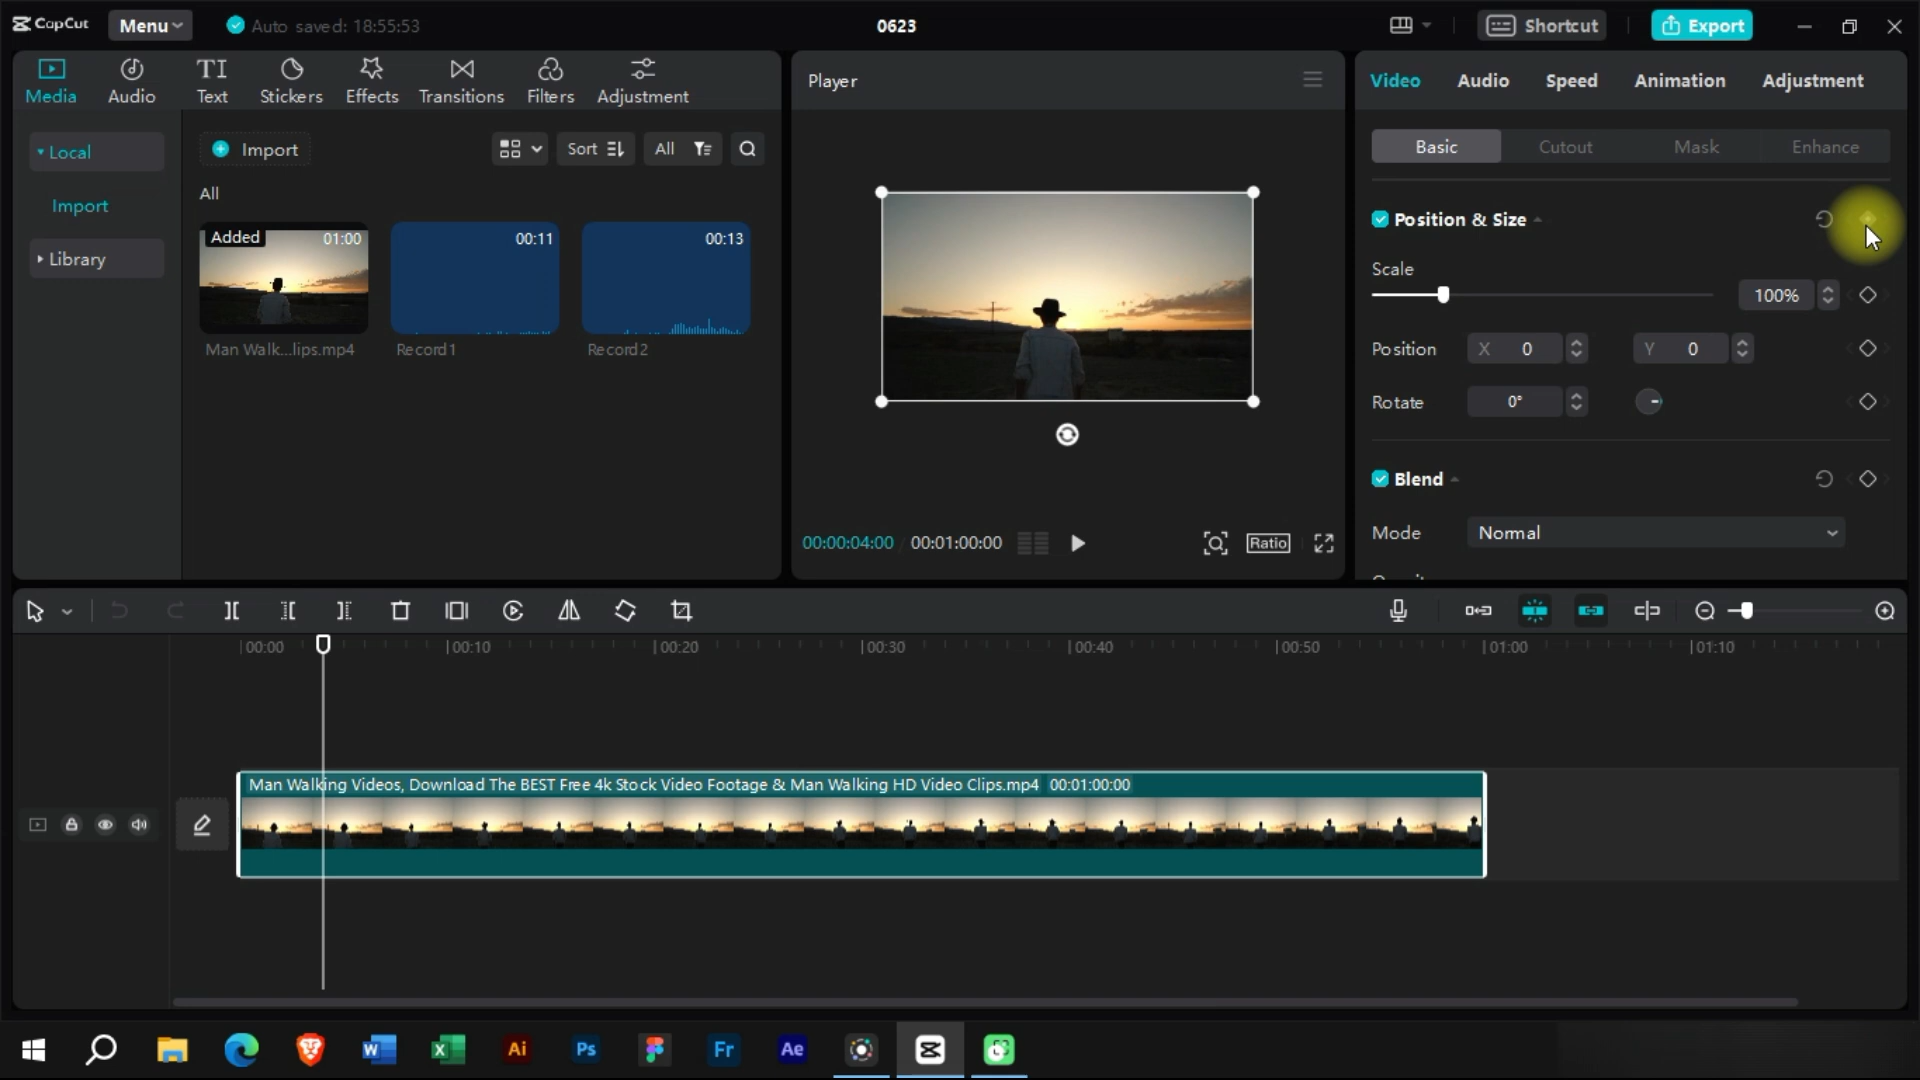 CapCut
Menu
Auto saved: 18:55:53
0623
Shortcut
Export
Media
Audio
TI
Text
Stickers
Effects
Transitions
Filters
Adjustment
Player
Video
Audio
Speed
Animation
Adjustment
Local
Import
Library
Import
Sort
All
All
Added
01:00
00:11
00:13
Man Walk...lips.mp4
Record1
Record2
Basic
Cutout
Mask
Enhance
Position & Size
Scale
100%
Position
X 0
Y 0
Rotate
0°
Blend
Mode
Normal
00:00:04:00
00:01:00:00
Ratio
00:00
00:10
00:20
00:30
00:40
00:50
01:00
01:10
Man Walking Videos, Download The BEST Free 4k Stock Video Footage & Man Walking HD Video Clips.mp4 00:01:00:00
W
X
Ai
Ps
Fr
Ae